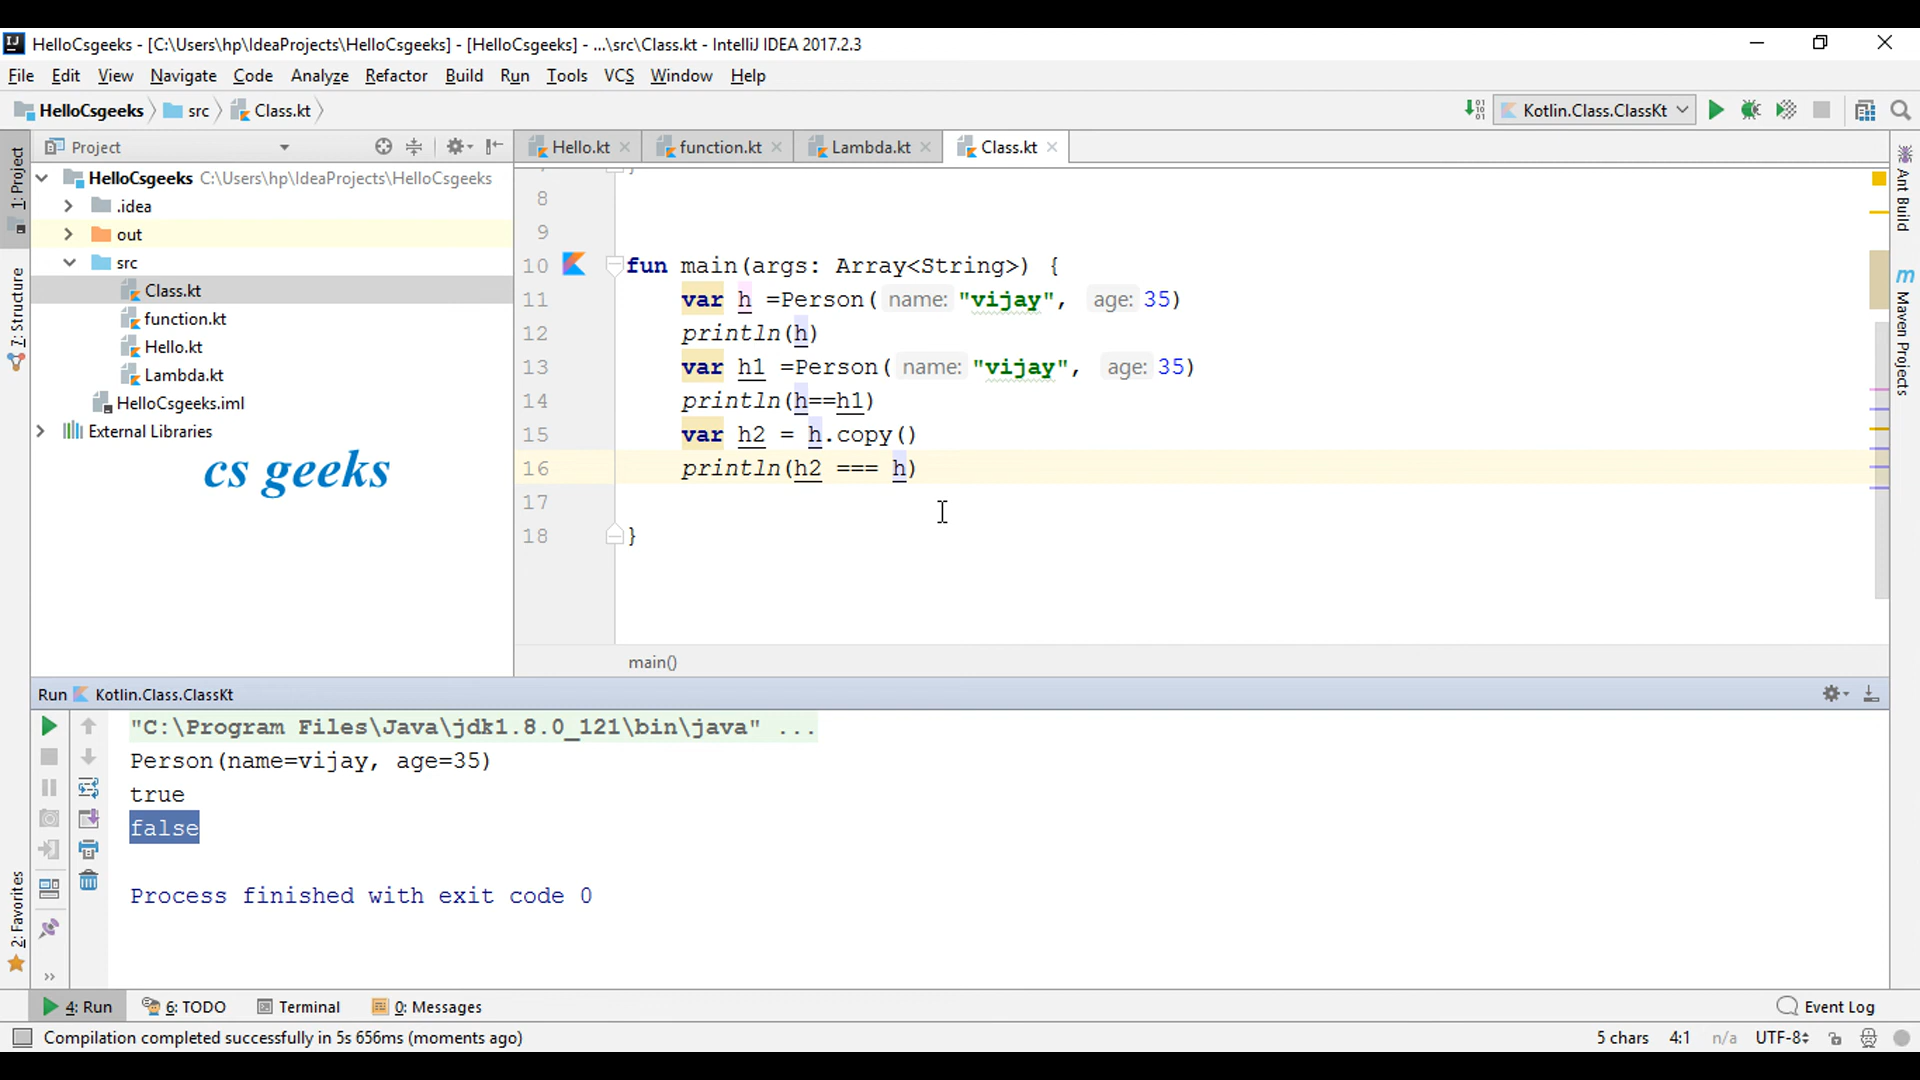 HelloCsgeeks - [C:\Users\hp\IdeaProjects\HelloCsgeeks] - [HelloCsgeeks] - ...\src\Class.kt - IntelliJ IDEA 2017.2.3
File Edit View Navigate Code Analyze Refactor Build Run Tools VCS Window Help
HelloCsgeeks src Class.kt Kotlin.Class.ClassKt
Project Hello.kt function.kt Lambda.kt Class.kt
1: Project
7: Structure
2: Favorites
HelloCsgeeks C:\Users\hp\IdeaProjects\HelloCsgeeks
.idea
out
src
Class.kt
function.kt
Hello.kt
Lambda.kt
HelloCsgeeks.iml
External Libraries
cs geeks
8
9
10 fun main(args: Array<String>) {
11 var h =Person( name: "vijay", age: 35)
12 println(h)
13 var h1 =Person( name: "vijay", age: 35)
14 println(h==h1)
15 var h2 = h.copy()
16 println(h2 === h)
17
18 }
main()
Ant Build
m Maven Projects
Run Kotlin.Class.ClassKt
"C:\Program Files\Java\jdk1.8.0_121\bin\java" ...
Person(name=vijay, age=35)
true
false
Process finished with exit code 0
4: Run 6: TODO Terminal 0: Messages Event Log
Compilation completed successfully in 5s 656ms (moments ago) 5 chars 4:1 n/a UTF-8